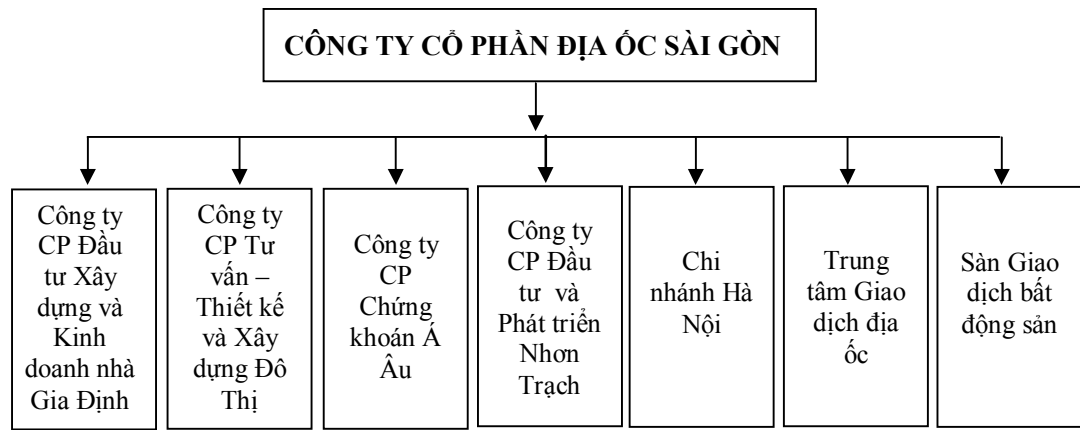 CÔNG TY CỔ PHẦN ĐỊA ỐC SÀI GÒN
Công ty
CP Đầu
tư Xây
dựng và
Kinh
doanh nhà
Gia Định
Công ty
CP Tư
vấn –
Thiết kế
và Xây
dựng Đô
Thị
Công ty
CP
Chứng
khoán Á
Âu
Công ty
CP Đầu
tư và
Phát triển
Nhơn
Trạch
Chi
nhánh Hà
Nội
Trung
tâm Giao
dịch địa
ốc
Sàn Giao
dịch bất
động sản